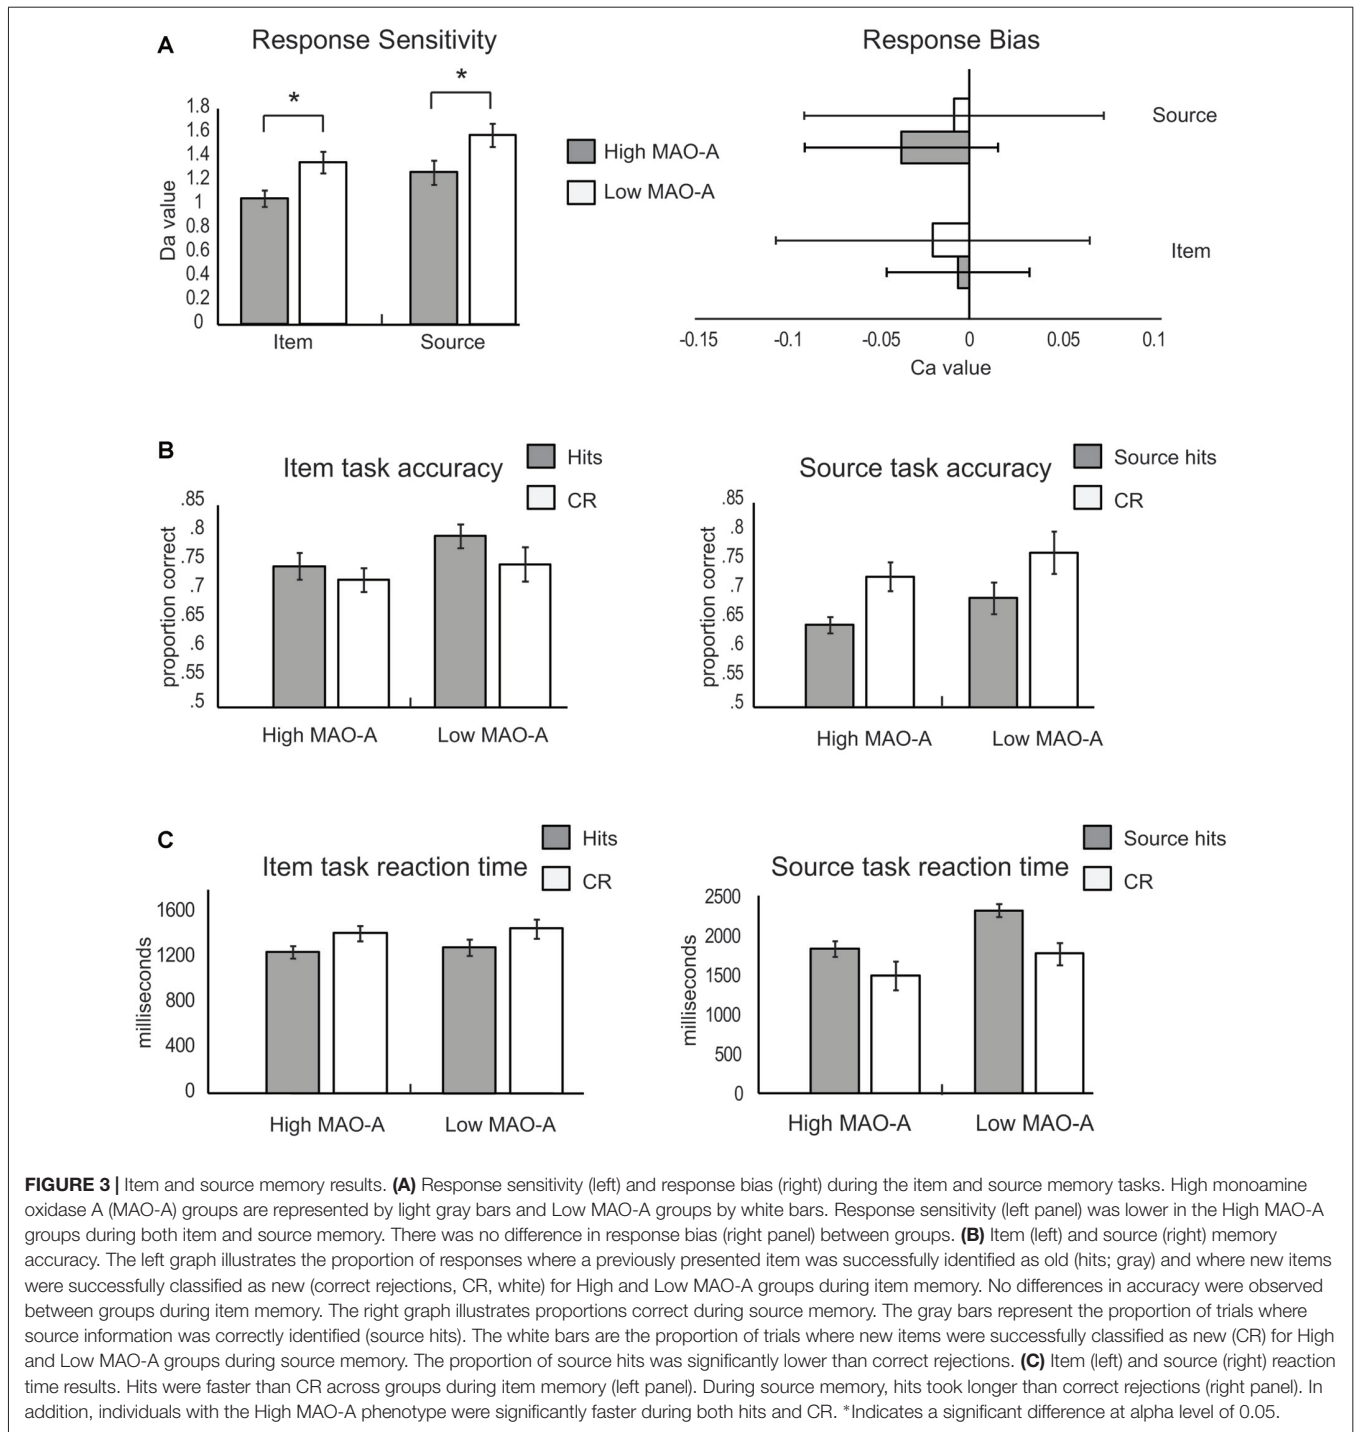 A
Response Sensitivity
*
*
1.8
1.6
1.4
1.2
1
0.8
0.6
0.4
0.2
0
Da value
Item
Source
High MAO-A
Low MAO-A
Response Bias
Source
Item
-0.15 -0.1 -0.05 0 0.05 0.1
Ca value
B
Item task accuracy
Hits
CR
.85
.8
.75
.7
.65
.6
.55
.5
proportion correct
High MAO-A Low MAO-A
Source task accuracy
Source hits
CR
.85
.8
.75
.7
.65
.6
.55
.5
proportion correct
High MAO-A Low MAO-A
C
Item task reaction time
Hits
CR
1600
1200
800
400
0
milliseconds
High MAO-A Low MAO-A
Source task reaction time
Source hits
CR
2500
2000
1500
1000
500
0
milliseconds
High MAO-A Low MAO-A
FIGURE 3 | Item and source memory results. (A) Response sensitivity (left) and response bias (right) during the item and source memory tasks. High monoamine
oxidase A (MAO-A) groups are represented by light gray bars and Low MAO-A groups by white bars. Response sensitivity (left panel) was lower in the High MAO-A
groups during both item and source memory. There was no difference in response bias (right panel) between groups. (B) Item (left) and source (right) memory
accuracy. The left graph illustrates the proportion of responses where a previously presented item was successfully identified as old (hits; gray) and where new items
were successfully classified as new (correct rejections, CR, white) for High and Low MAO-A groups during item memory. No differences in accuracy were observed
between groups during item memory. The right graph illustrates proportions correct during source memory. The gray bars represent the proportion of trials where
source information was correctly identified (source hits). The white bars are the proportion of trials where new items were successfully classified as new (CR) for High
and Low MAO-A groups during source memory. The proportion of source hits was significantly lower than correct rejections. (C) Item (left) and source (right) reaction
time results. Hits were faster than CR across groups during item memory (left panel). During source memory, hits took longer than correct rejections (right panel). In
addition, individuals with the High MAO-A phenotype were significantly faster during both hits and CR. *Indicates a significant difference at alpha level of 0.05.